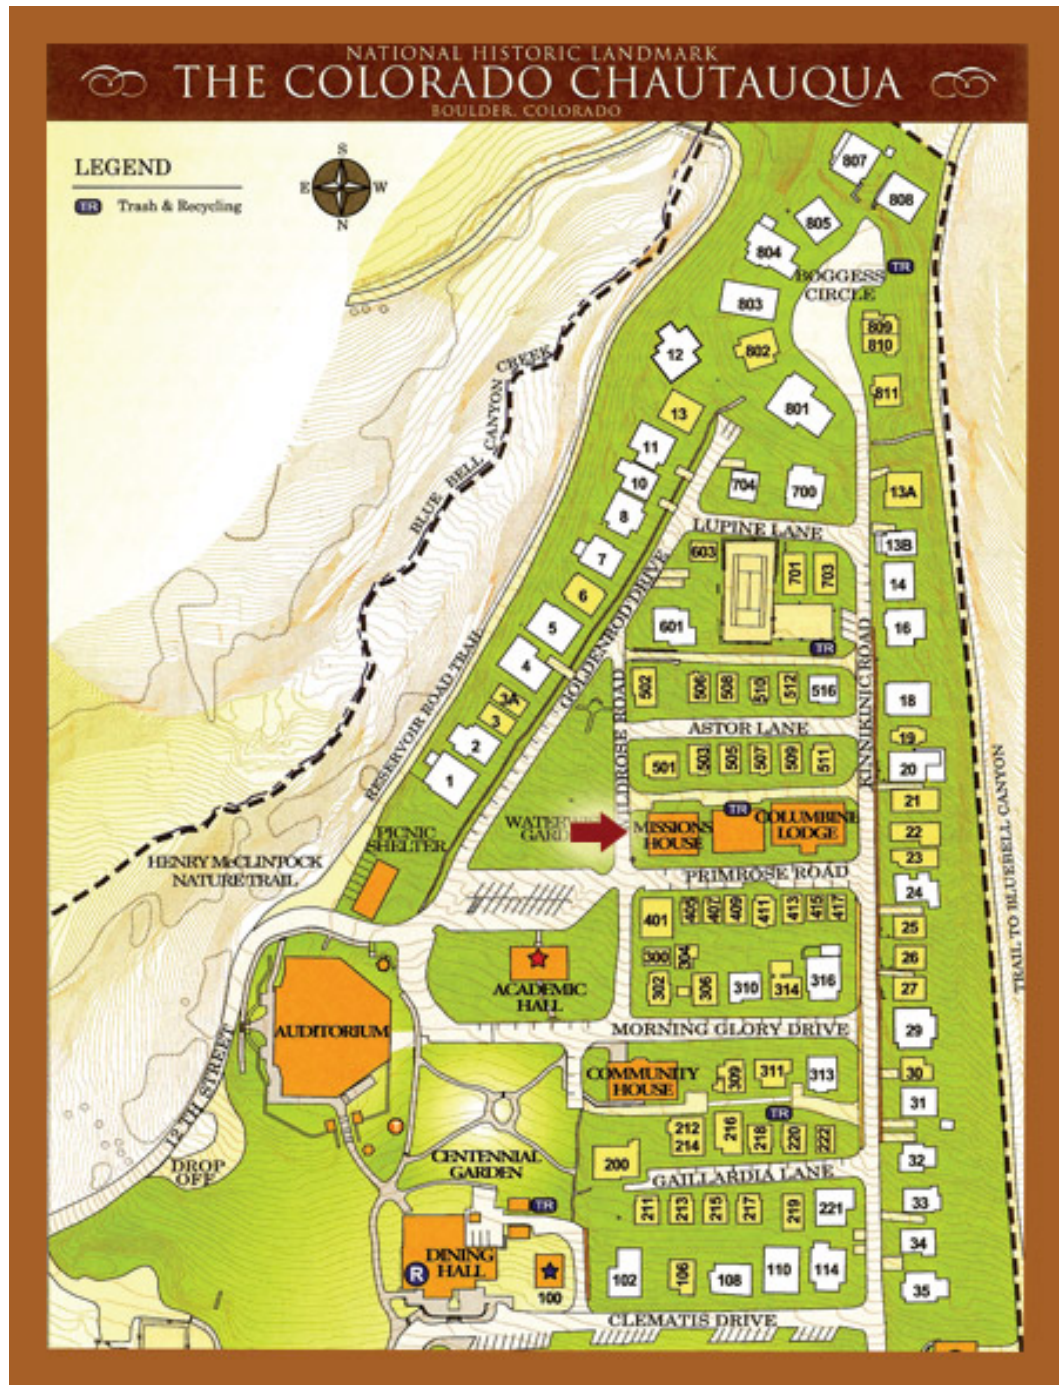 NATIONAL HISTORIC LANDMARK
THE COLORADO CHAUTAUQUA
BOULDER, COLORADO
LEGEND
TR Trash & Recycling
S
E W
N
807
808
805
804
TR
BOGGESS
CIRCLE
803
809
810
802
12
811
801
13
11
10
704
700
13A
8
LUPINE LANE
BLUE BELL CANYON CREEK
603
13B
7
701
703
14
6
601
16
5
TR
GOLDENROD DRIVE
4
502
506
508
510
512
516
18
3A
3
RESERVOIR ROAD TRAIL
ASTOR LANE
KINNIKINIC ROAD
19
2
501
503
505
507
509
511
20
1
21
TR
MISSIONS
HOUSE
COLUMBINE
LODGE
22
PICNIC
SHELTER
23
HENRY McCLINTOCK
NATURE TRAIL
PRIMROSE ROAD
24
TRAIL TO BLUEBELL CANYON
401
405
407
409
411
413
415
417
25
300
304
26
ACADEMIC
HALL
302
306
310
314
316
27
AUDITORIUM
MORNING GLORY DRIVE
29
12TH STREET
COMMUNITY
HOUSE
309
311
313
30
31
TR
212
214
216
218
220
222
CENTENNIAL
GARDEN
200
32
DROP
OFF
GAILLARDIA LANE
211
213
215
217
219
221
33
TR
34
DINING
HALL
R
100
102
106
108
110
114
35
CLEMATIS DRIVE